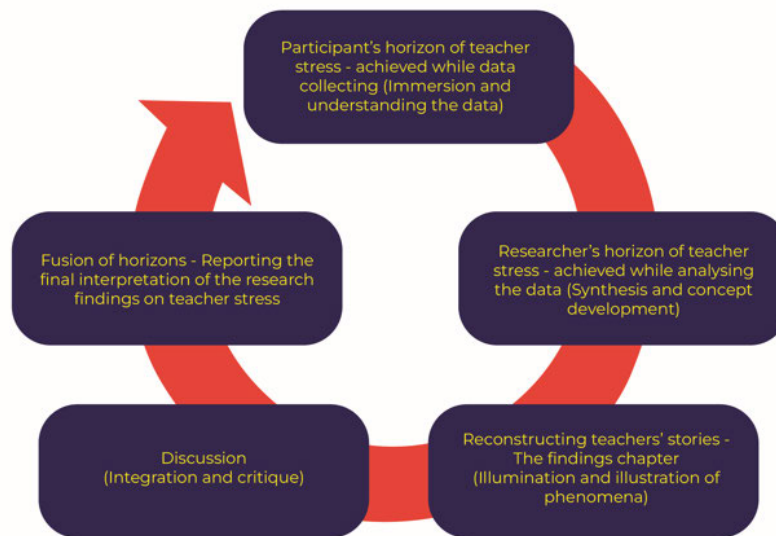 Participant's horizon of teacher
stress - achieved while data
collecting (Immersion and
understanding the data)
Researcher's horizon of teacher
stress - achieved while analysing
the data (Synthesis and concept
development)
Reconstructing teachers' stories -
The findings chapter
(Illumination and illustration of
phenomena)
Discussion
(Integration and critique)
Fusion of horizons - Reporting the
final interpretation of the research
findings on teacher stress